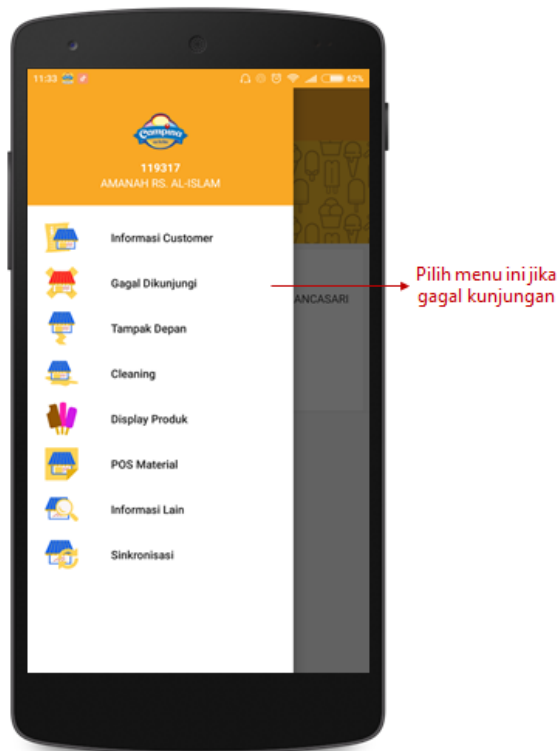 11:33
62%
Campina
119317
AMANAH RS. AL-ISLAM
Informasi Customer
Gagal Dikunjungi
Pilih menu ini jika
gagal kunjungan
ANCASARI
Tampak Depan
Cleaning
Display Produk
POS Material
Informasi Lain
Sinkronisasi